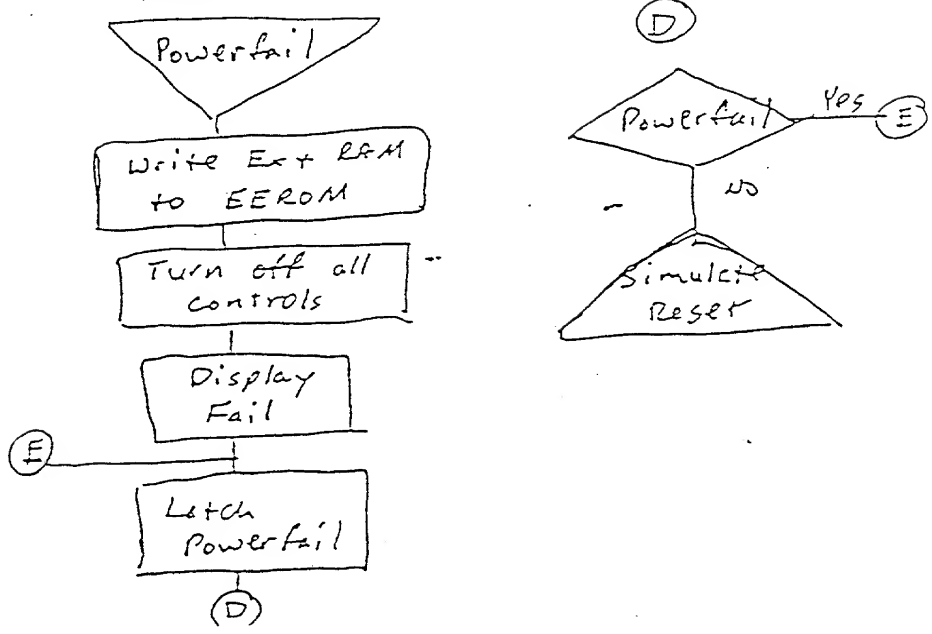 Powerfail
Write Ext RAM
to EEROM
Turn off all
controls
Display
Fail
E
Latch
Powerfail
D
D
Powerfail
Yes
E
NO
Simulate
Reset